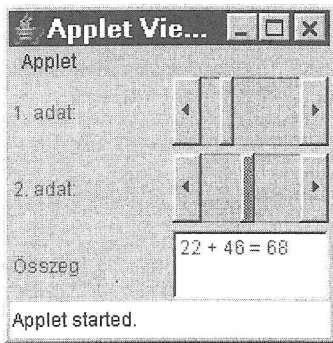 Applet Vie...
Applet
1. adat:
2. adat:
22 + 46 = 68
Összeg
Applet started.